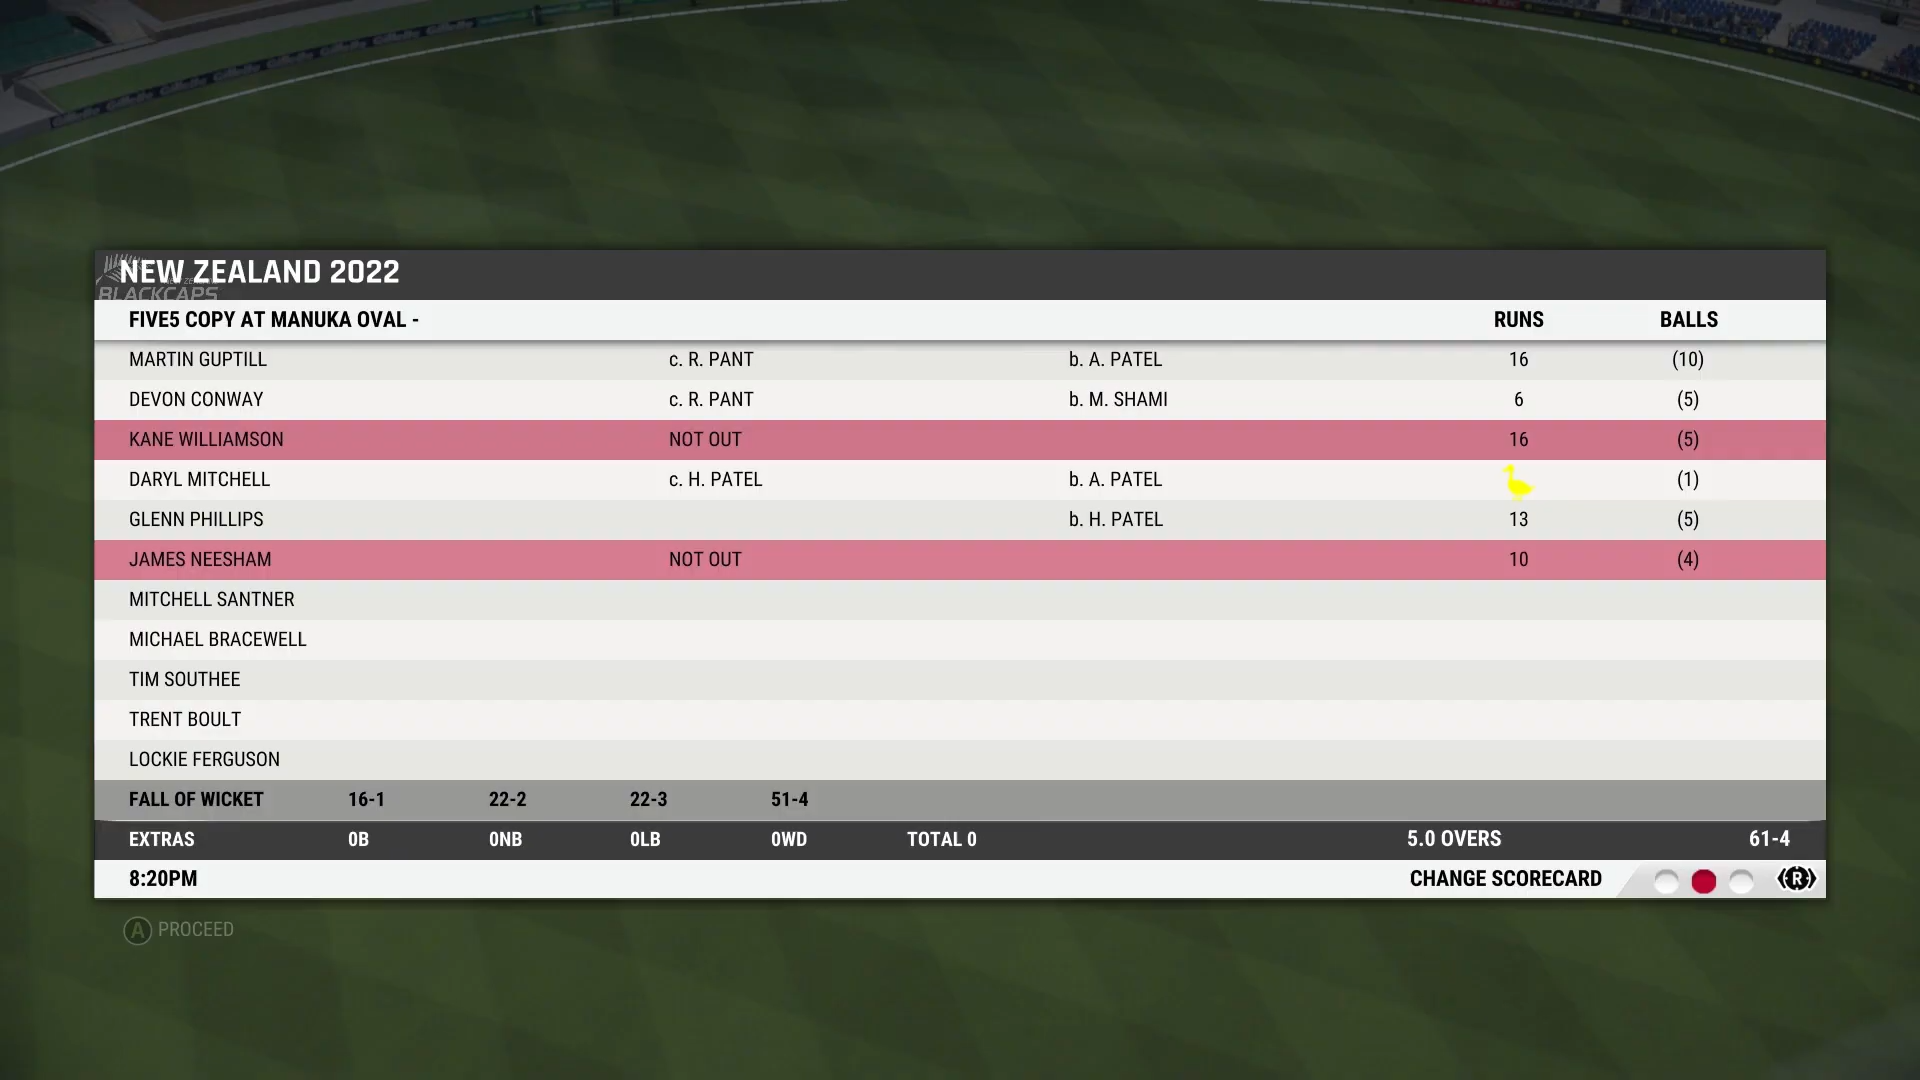 NEW ZEALAND 2022
BLACKCAPS
FIVE5 COPY AT MANUKA OVAL - RUNS BALLS
MARTIN GUPTILL c. R. PANT b. A. PATEL 16 (10)
DEVON CONWAY c. R. PANT b. M. SHAMI 6 (5)
KANE WILLIAMSON NOT OUT 16 (5)
DARYL MITCHELL c. H. PATEL b. A. PATEL (1)
GLENN PHILLIPS b. H. PATEL 13 (5)
JAMES NEESHAM NOT OUT 10 (4)
MITCHELL SANTNER
MICHAEL BRACEWELL
TIM SOUTHEE
TRENT BOULT
LOCKIE FERGUSON
FALL OF WICKET 16-1 22-2 22-3 51-4
EXTRAS 0B 0NB 0LB 0WD TOTAL 0 5.0 OVERS 61-4
8:20PM CHANGE SCORECARD R
A PROCEED